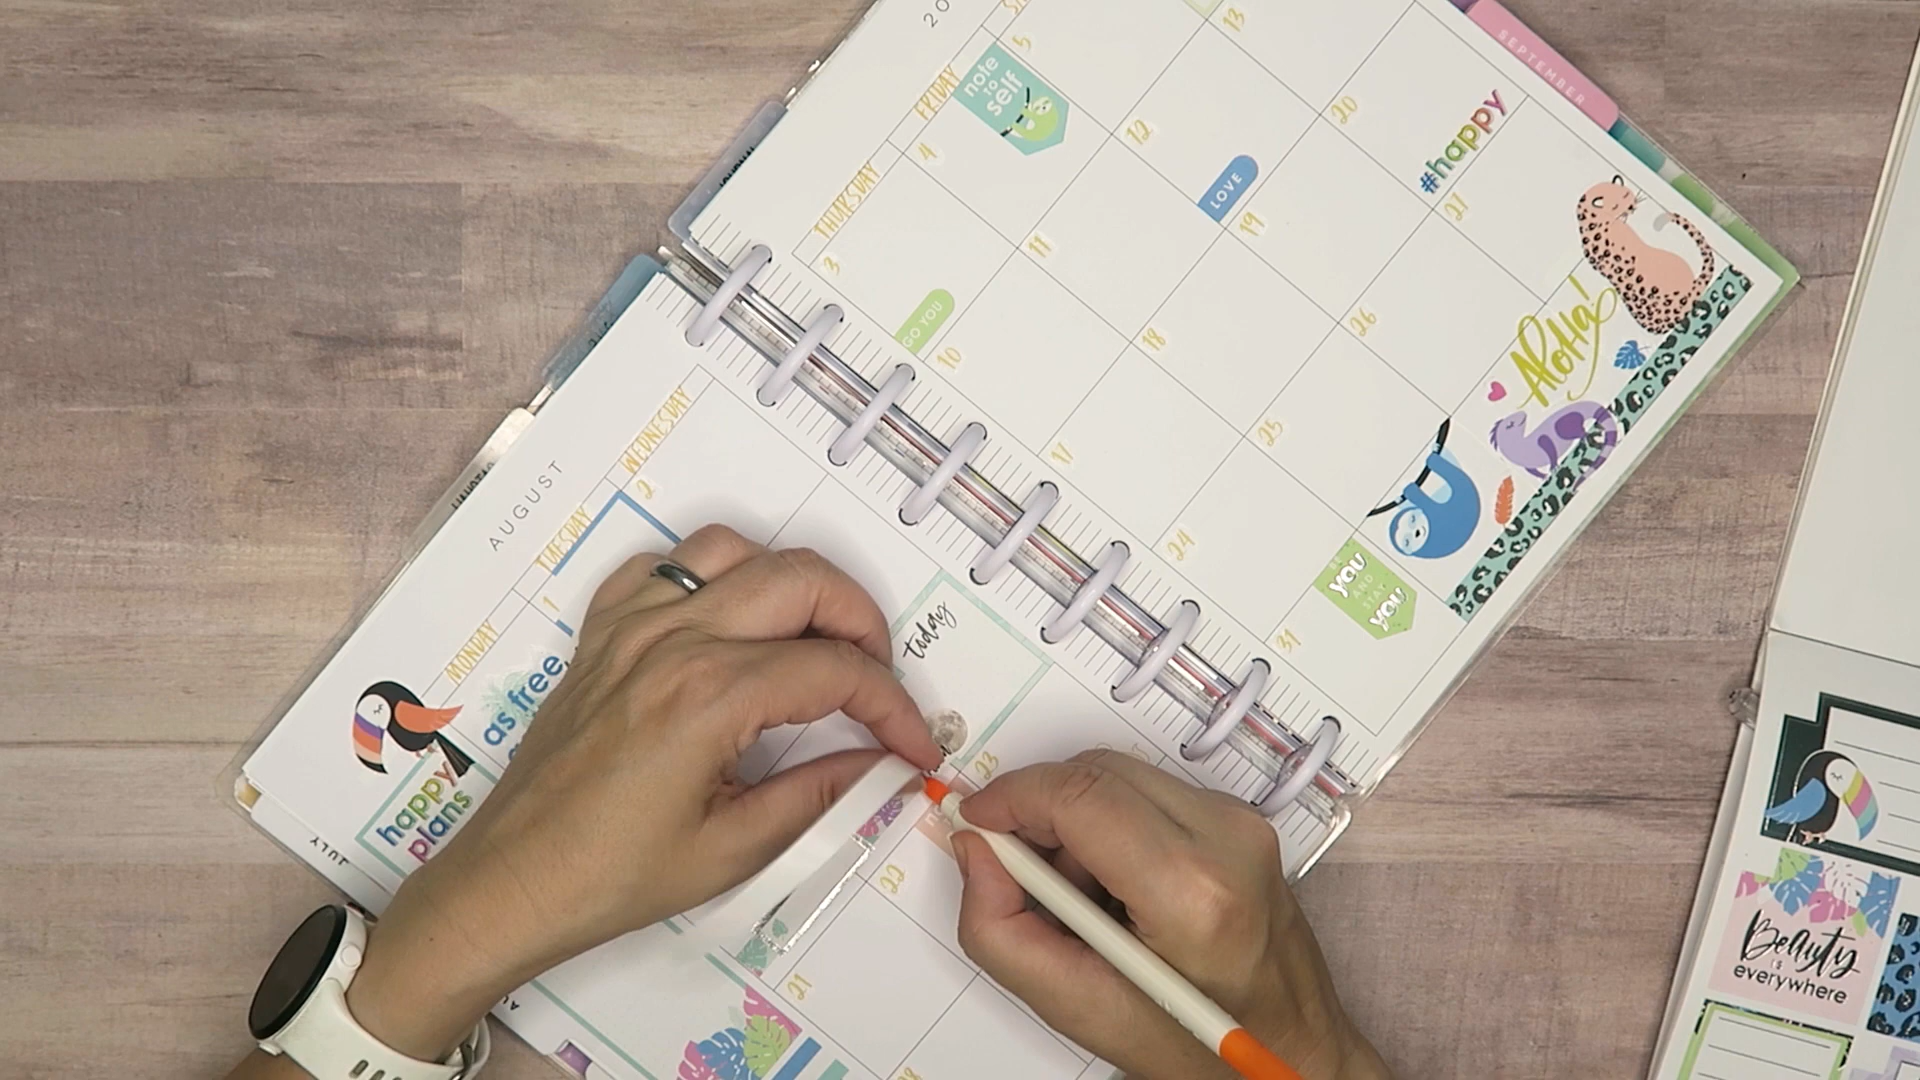 AUGUST
MONDAY
TUESDAY
WEDNESDAY
1
2
happy
plans
as free
today
21
22
23
JULY
20
THURSDAY
FRIDAY
3
4
5
note
TO
self
10
11
12
13
GO YOU
LOVE
17
18
19
20
24
25
26
27
31
#happy
Aloha!
BE
YOU
AND
STAY
YOU
SEPTEMBER
JOURNAL
Beauty
IS
everywhere